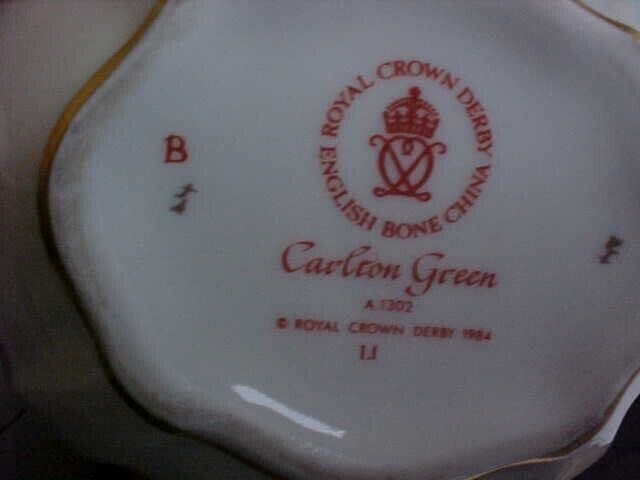 ROYAL CROWN DERBY
ENGLISH BONE CHINA
B
Carlton Green
A.1302
© ROYAL CROWN DERBY 1984
LI